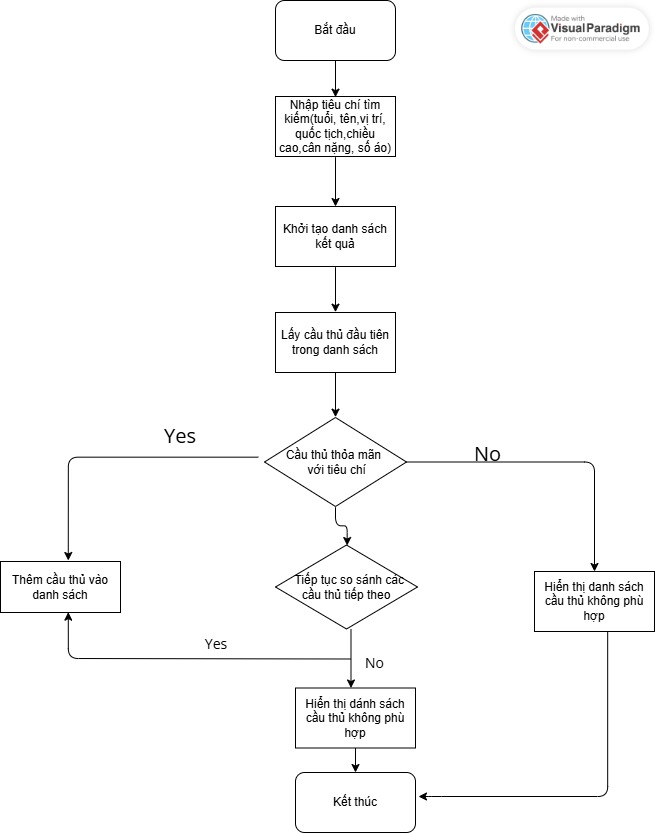 Made with
VisualParadigm
For non-commercial use
Bắt đầu
Nhập tiêu chí tìm
kiếm(tuổi, tên,vị trí,
quốc tịch,chiều
cao,cân nặng, số áo)
Khởi tạo danh sách
kết quả
Lấy cầu thủ đầu tiên
trong danh sách
Yes
Cầu thủ thỏa mãn
với tiêu chí
No
Thêm cầu thủ vào
danh sách
Tiếp tục so sánh các
cầu thủ tiếp theo
Hiển thị danh sách
cầu thủ không phù
hợp
Yes
No
Hiển thị dánh sách
cầu thủ không phù
hợp
Kết thúc